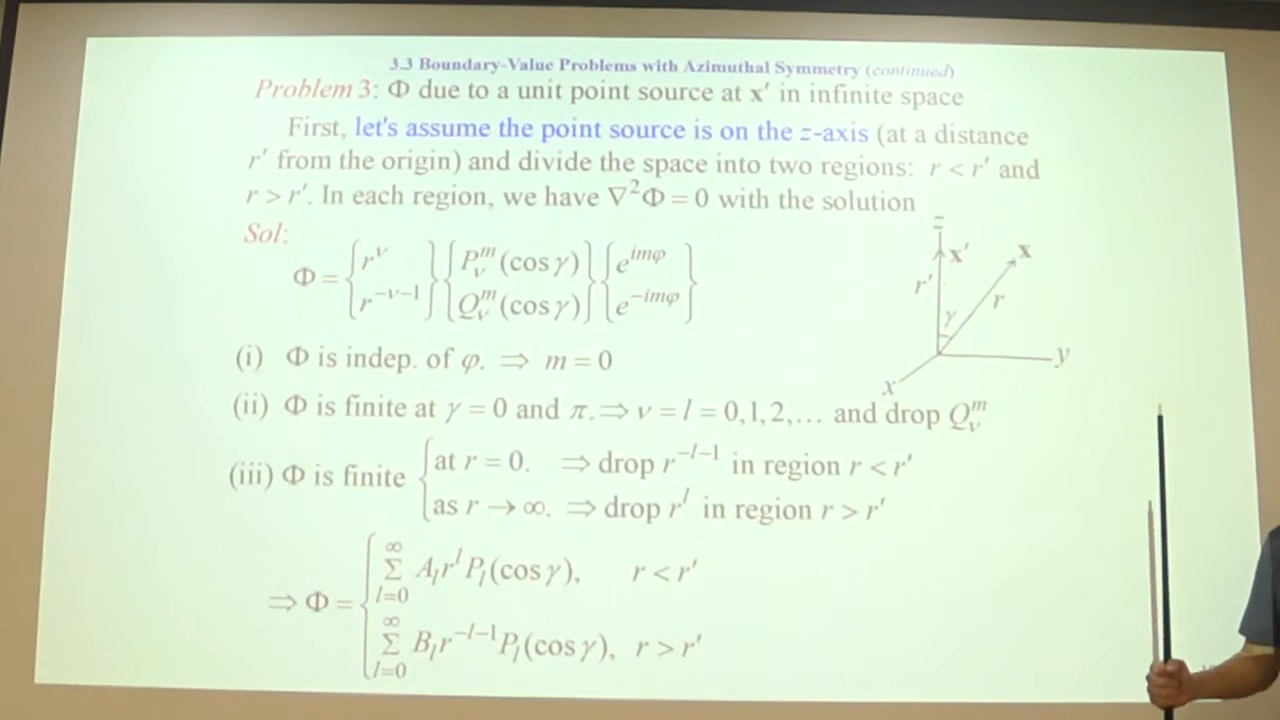 3.3 Boundary-Value Problems with Azimuthal Symmetry (continued)
Problem 3: Φ due to a unit point source at x′ in infinite space
First, let's assume the point source is on the z-axis (at a distance
r′ from the origin) and divide the space into two regions: r < r′ and
r > r′. In each region, we have ∇²Φ = 0 with the solution
Sol:
Φ = { r^ν / r^{−ν−1} } { P_ν^m (cos γ) / Q_ν^m (cos γ) } { e^{imφ} / e^{−imφ} }
z
x′
x
r′
r
γ
y
x
(i) Φ is indep. of φ. ⇒ m = 0
(ii) Φ is finite at γ = 0 and π. ⇒ ν = l = 0,1,2,… and drop Q_ν^m
(iii) Φ is finite { at r = 0. ⇒ drop r^{−l−1} in region r < r′
as r → ∞. ⇒ drop r^l in region r > r′
⇒ Φ = { ∑_{l=0}^{∞} A_l r^l P_l(cos γ), r < r′
∑_{l=0}^{∞} B_l r^{−l−1} P_l(cos γ), r > r′